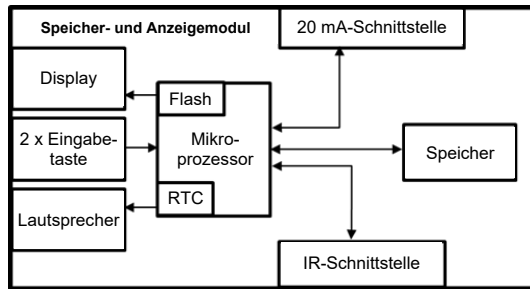 Speicher- und Anzeigemodul
20 mA-Schnittstelle
Display
Flash
2 x Eingabe-
taste
Mikro-
prozessor
Speicher
RTC
Lautsprecher
IR-Schnittstelle